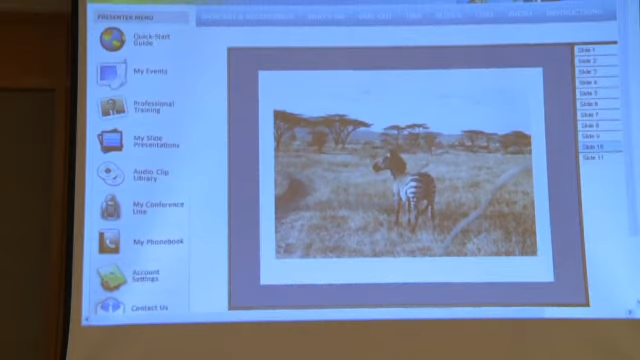 PRESENTER MENU
Quick-Start
Guide
My Events
Professional
Training
My Slide
Presentations
Audio Clip
Library
My Conference
Line
My Phonebook
Account
Settings
Contact Us
Slide 1
Slide 2
Slide 3
Slide 4
Slide 5
Slide 6
Slide 7
Slide 8
Slide 9
Slide 10
Slide 11